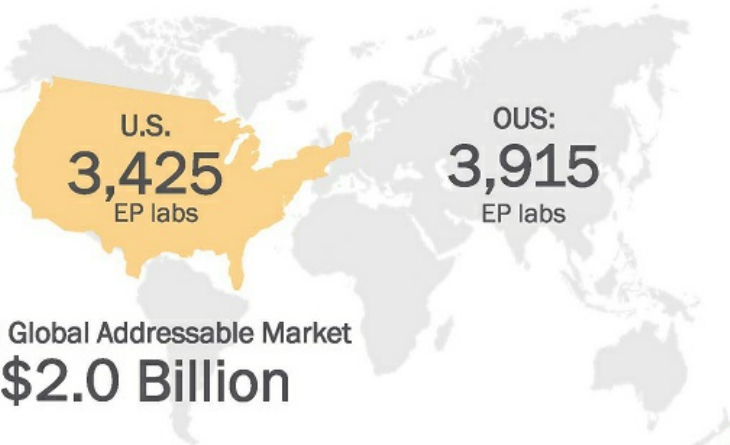 U.S.
3,425
EP labs
OUS:
3,915
EP labs
Global Addressable Market
$2.0 Billion